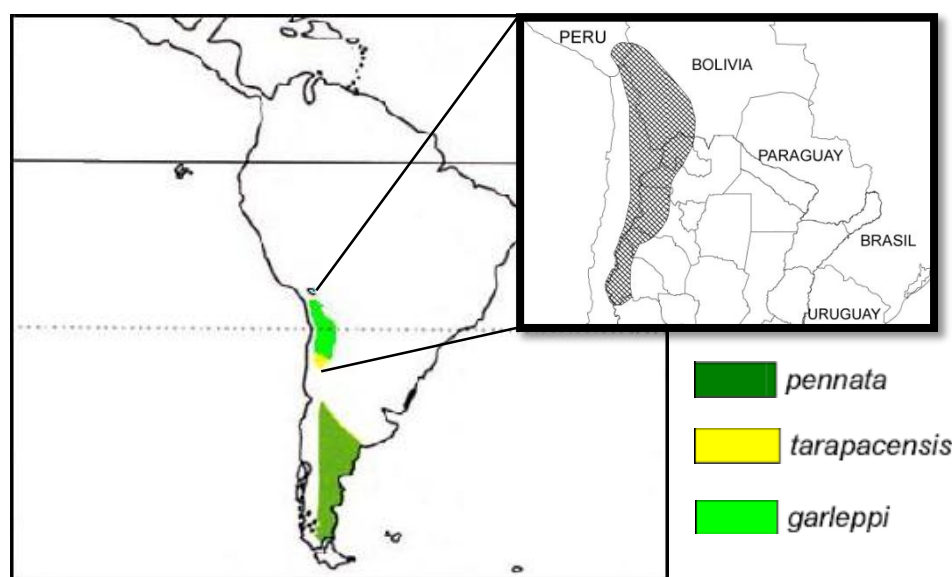 PERU
BOLIVIA
PARAGUAY
BRASIL
URUGUAY
pennata
tarapacensis
garleppi